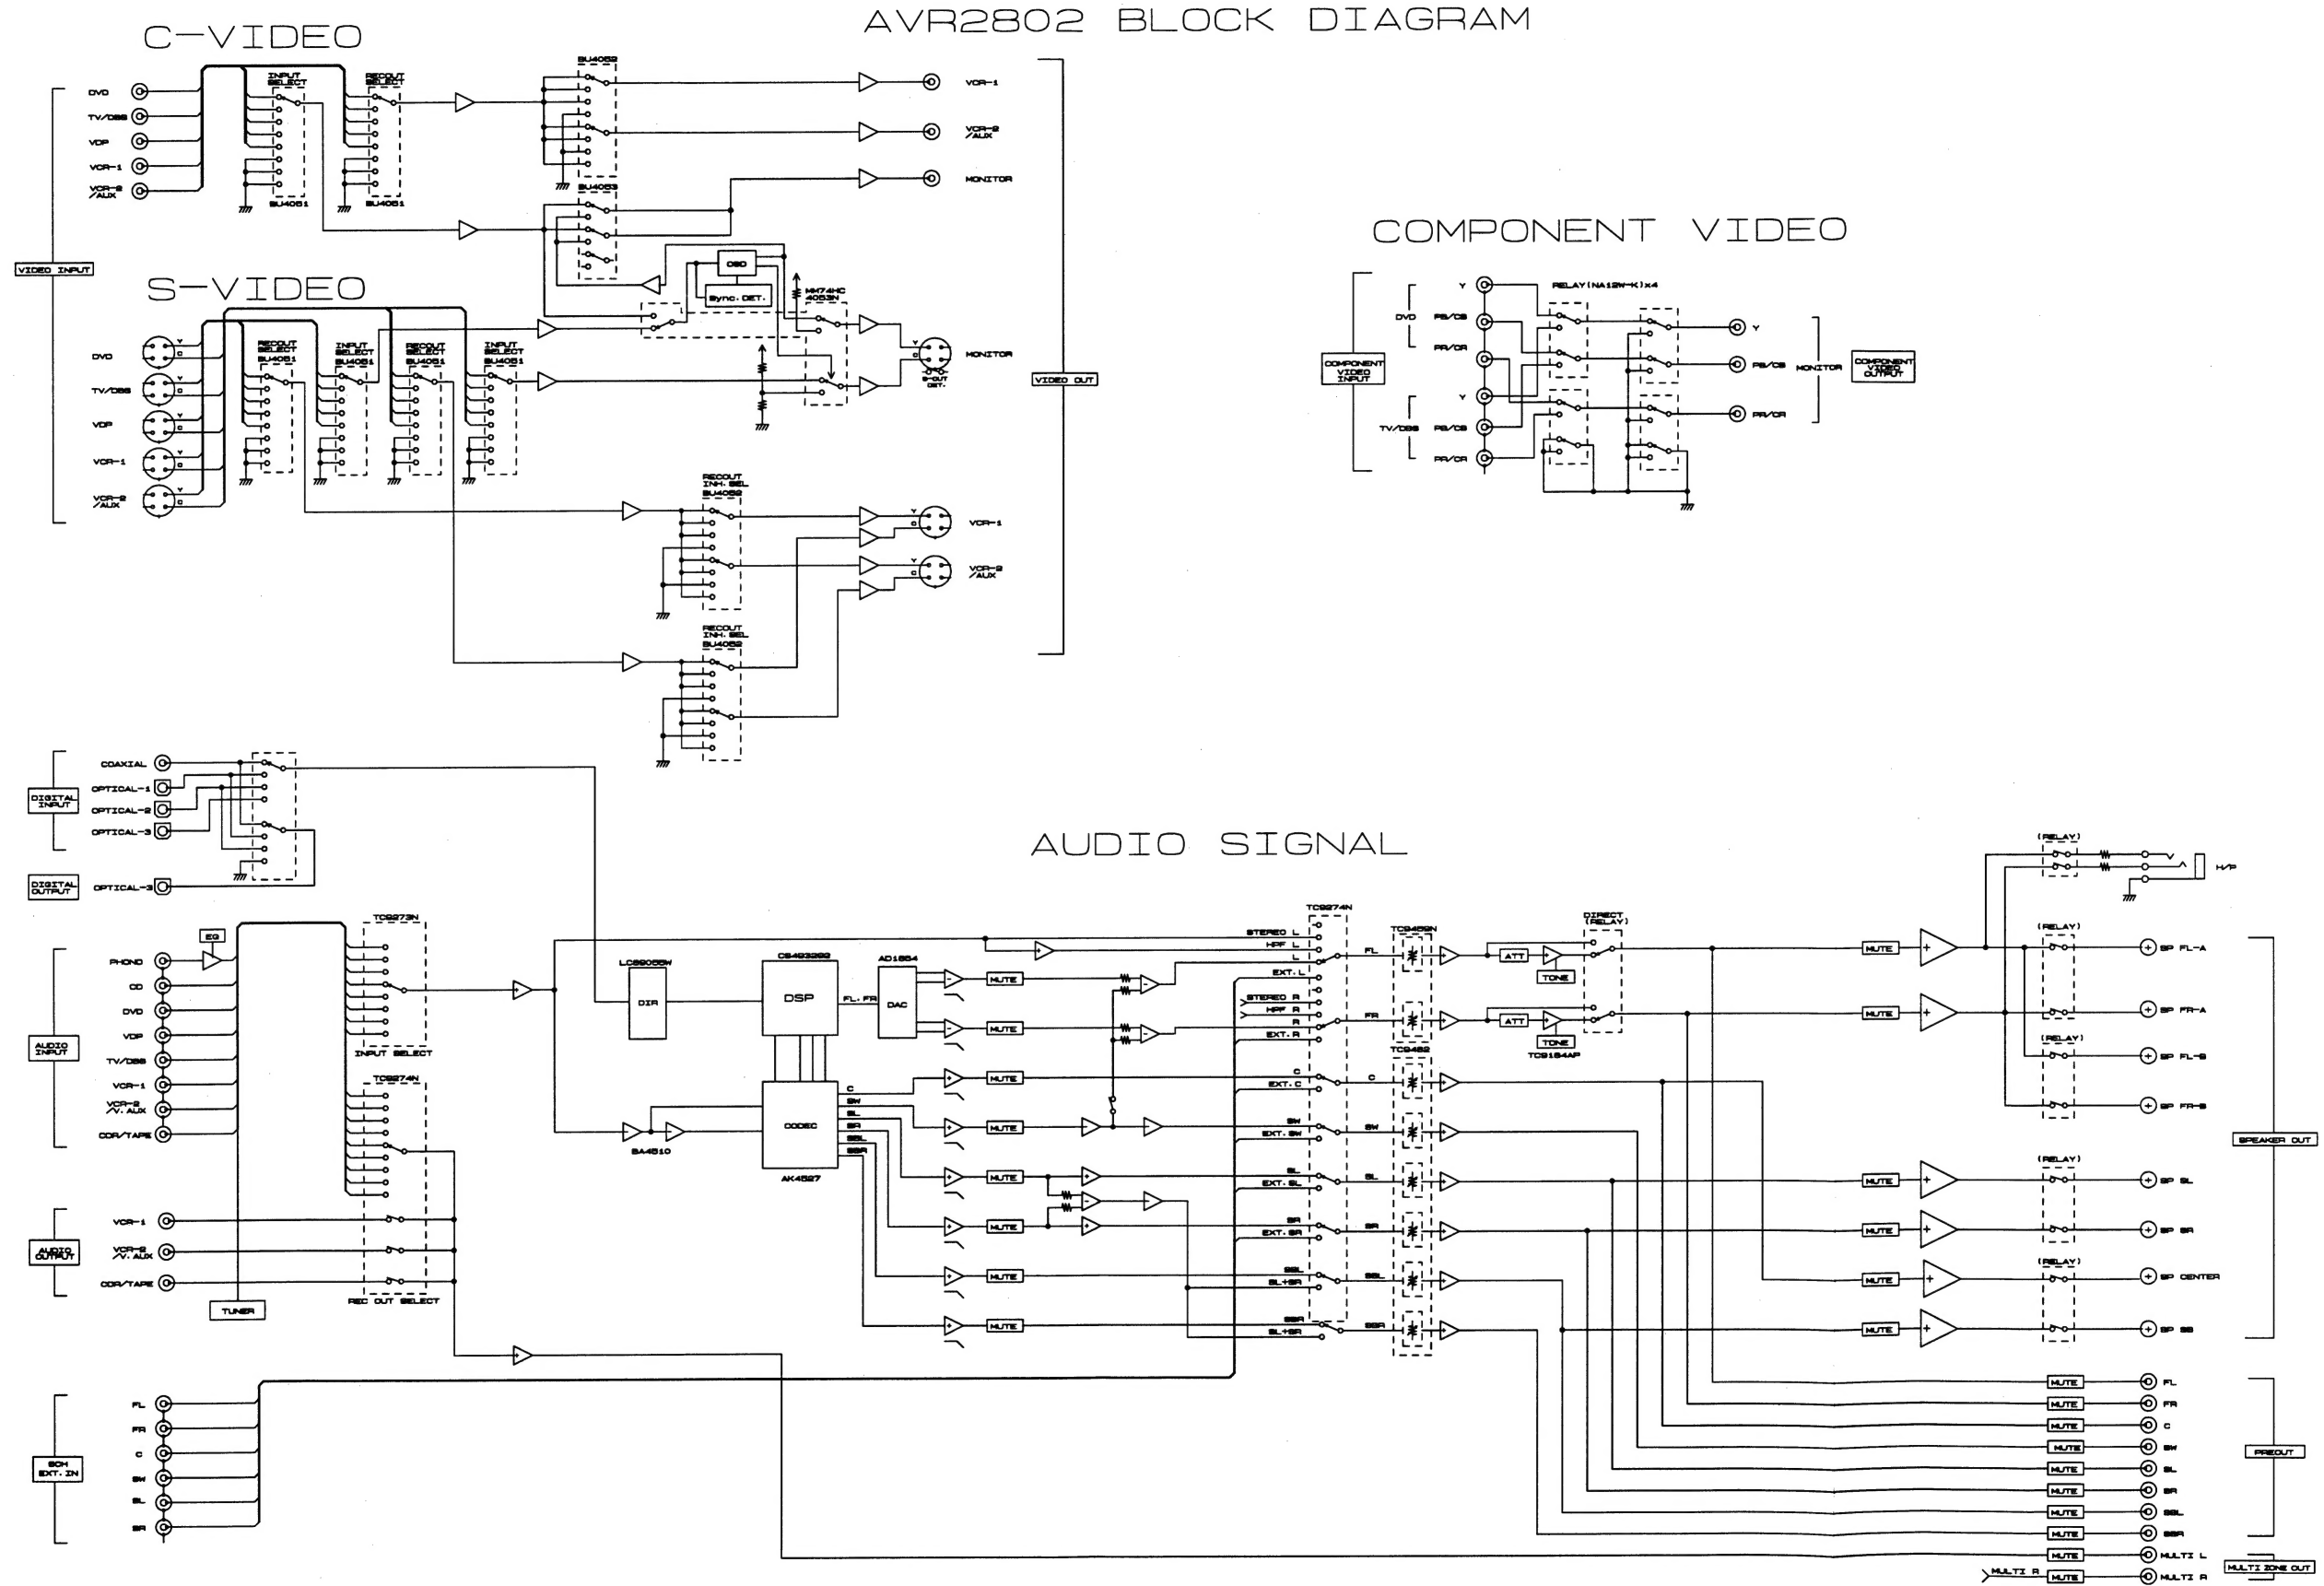 AVR2802 BLOCK DIAGRAM
C-VIDEO
INPUT
SELECT
RECOUT
SELECT
BU4052
DVD
TV/DBS
VDP
VCR-1
VCR-2
/AUX
BU4051
BU4051
BU4053
VCR-1
VCR-2
/AUX
MONITOR
VIDEO INPUT
S-VIDEO
OSD
Sync. DET.
MM74HC
4053N
DVD
Y
C
TV/DBS
Y
C
VDP
Y
C
VCR-1
Y
C
VCR-2
/AUX
Y
C
RECOUT
SELECT
BU4051
INPUT
SELECT
BU4051
RECOUT
SELECT
BU4051
INPUT
SELECT
BU4051
Y
C
MONITOR
S-OUT
DET.
VIDEO OUT
RECOUT
INH. SEL
BU4052
Y
C
VCR-1
Y
C
VCR-2
/AUX
RECOUT
INH. SEL
BU4052
COMPONENT VIDEO
RELAY(NA12W-K)x4
COMPONENT
VIDEO
INPUT
DVD
Y
PB/CB
PR/CR
TV/DBS
Y
PB/CB
PR/CR
Y
PB/CB
PR/CR
MONITOR
COMPONENT
VIDEO
OUTPUT
DIGITAL
INPUT
COAXIAL
OPTICAL-1
OPTICAL-2
OPTICAL-3
DIGITAL
OUTPUT
OPTICAL-3
AUDIO SIGNAL
AUDIO
INPUT
EQ
PHONO
CD
DVD
VDP
TV/DBS
VCR-1
VCR-2
/V. AUX
CDR/TAPE
TC9273N
INPUT SELECT
TC9274N
AUDIO
OUTPUT
VCR-1
VCR-2
/V. AUX
CDR/TAPE
REC OUT SELECT
TUNER
LC89055W
DIR
CS493292
DSP
FL. FR
AD1854
DAC
BA4510
CODEC
AK4527
C
SW
SL
SR
SBL
SBR
MUTE
MUTE
MUTE
MUTE
MUTE
MUTE
MUTE
MUTE
TC9274N
STEREO L
HPF L
L
EXT. L
STEREO R
HPF R
R
EXT. R
C
EXT. C
SW
EXT. SW
SL
EXT. SL
SR
EXT. SR
SBL
SL+SR
SBR
SL+SR
FL
FR
C
SW
SL
SR
SBL
SBR
TC9459N
TC9482
ATT
TONE
ATT
TONE
TC9184AP
DIRECT
(RELAY)
MUTE
MUTE
MUTE
MUTE
MUTE
MUTE
(RELAY)
H/P
(RELAY)
SP FL-A
SP FR-A
(RELAY)
SP FL-B
SP FR-B
(RELAY)
SP SL
SP SR
(RELAY)
SP CENTER
SP SB
SPEAKER OUT
8CH
EXT. IN
FL
FR
C
SW
SL
SR
MUTE FL
MUTE FR
MUTE C
MUTE SW
MUTE SL
MUTE SR
MUTE SBL
MUTE SBR
PREOUT
MUTE MULTI L
MULTI R MUTE MULTI R
MULTI ZONE OUT